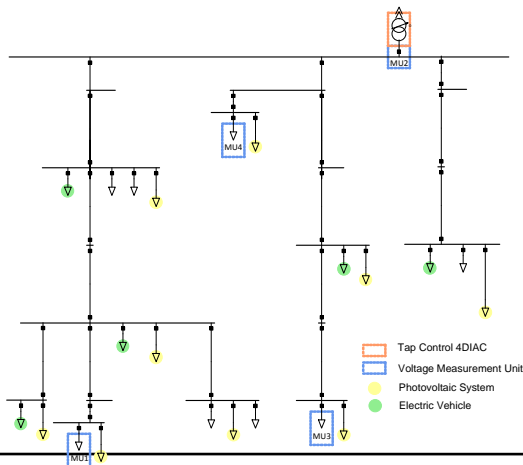 MU2
MU4
Tap Control 4DIAC
Voltage Measurement Unit
Photovoltaic System
Electric Vehicle
MU3
MU1